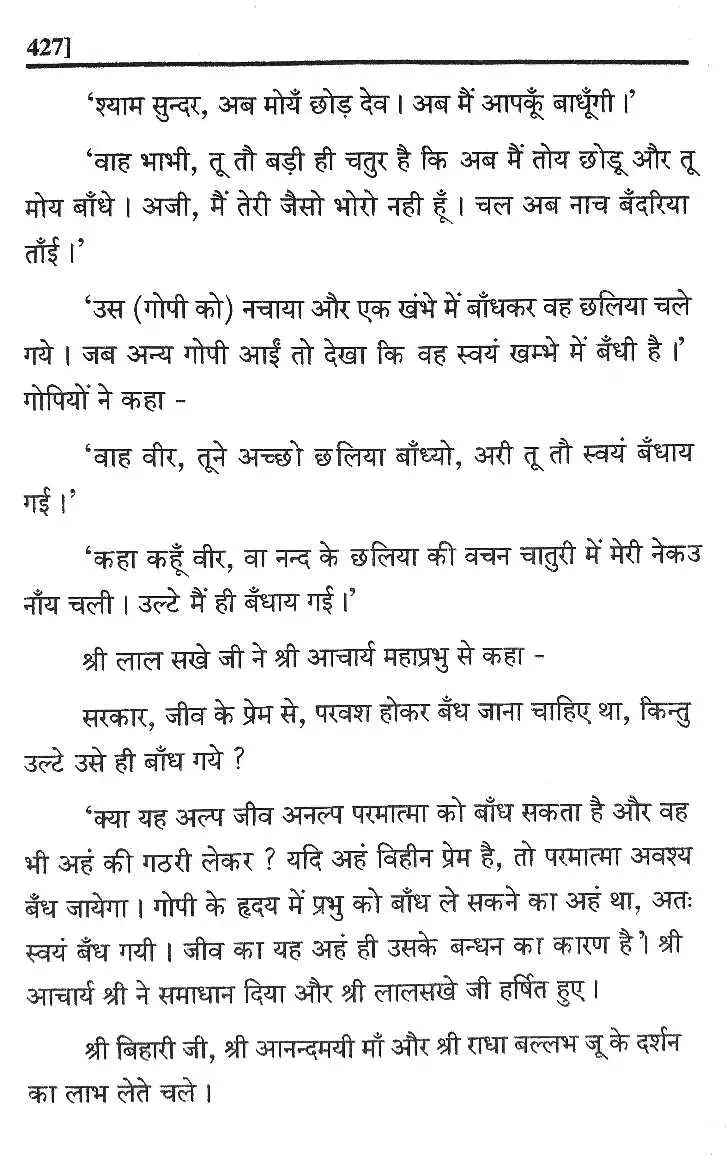 427]
‘श्याम सुन्दर, अब मोयँ छोड़ देव । अब मैं आपकूँ बाधूँगी ।’
‘वाह भाभी, तू तौ बड़ी ही चतुर है कि अब मैं तोय छोडू और तू
मोय बाँधे । अजी, मैं तेरी जैसो भोरो नही हूँ । चल अब नाच बँदरिया
ताँई ।’
‘उस (गोपी को) नचाया और एक खंभे में बाँधकर वह छलिया चले
गये । जब अन्य गोपी आईं तो देखा कि वह स्वयं खम्भे में बँधी है ।’
गोपियों ने कहा -
‘वाह वीर, तूने अच्छो छलिया बाँध्यो, अरी तू तौ स्वयं बँधाय
गई ।’
‘कहा कहूँ वीर, वा नन्द के छलिया की वचन चातुरी में मेरी नेकउ
नाँय चली । उल्टे मैं ही बँधाय गई ।’
श्री लाल सखे जी ने श्री आचार्य महाप्रभु से कहा -
सरकार, जीव के प्रेम से, परवश होकर बँध जाना चाहिए था, किन्तु
उल्टे उसे ही बाँध गये ?
‘क्या यह अल्प जीव अनल्प परमात्मा को बाँध सकता है और वह
भी अहं की गठरी लेकर ? यदि अहं विहीन प्रेम है, तो परमात्मा अवश्य
बँध जायेगा । गोपी के हृदय में प्रभु को बाँध ले सकने का अहं था, अतः
स्वयं बँध गयी । जीव का यह अहं ही उसके बन्धन का कारण है’। श्री
आचार्य श्री ने समाधान दिया और श्री लालसखे जी हर्षित हुए ।
श्री बिहारी जी, श्री आनन्दमयी माँ और श्री राधा बल्लभ जू के दर्शन
का लाभ लेते चले ।